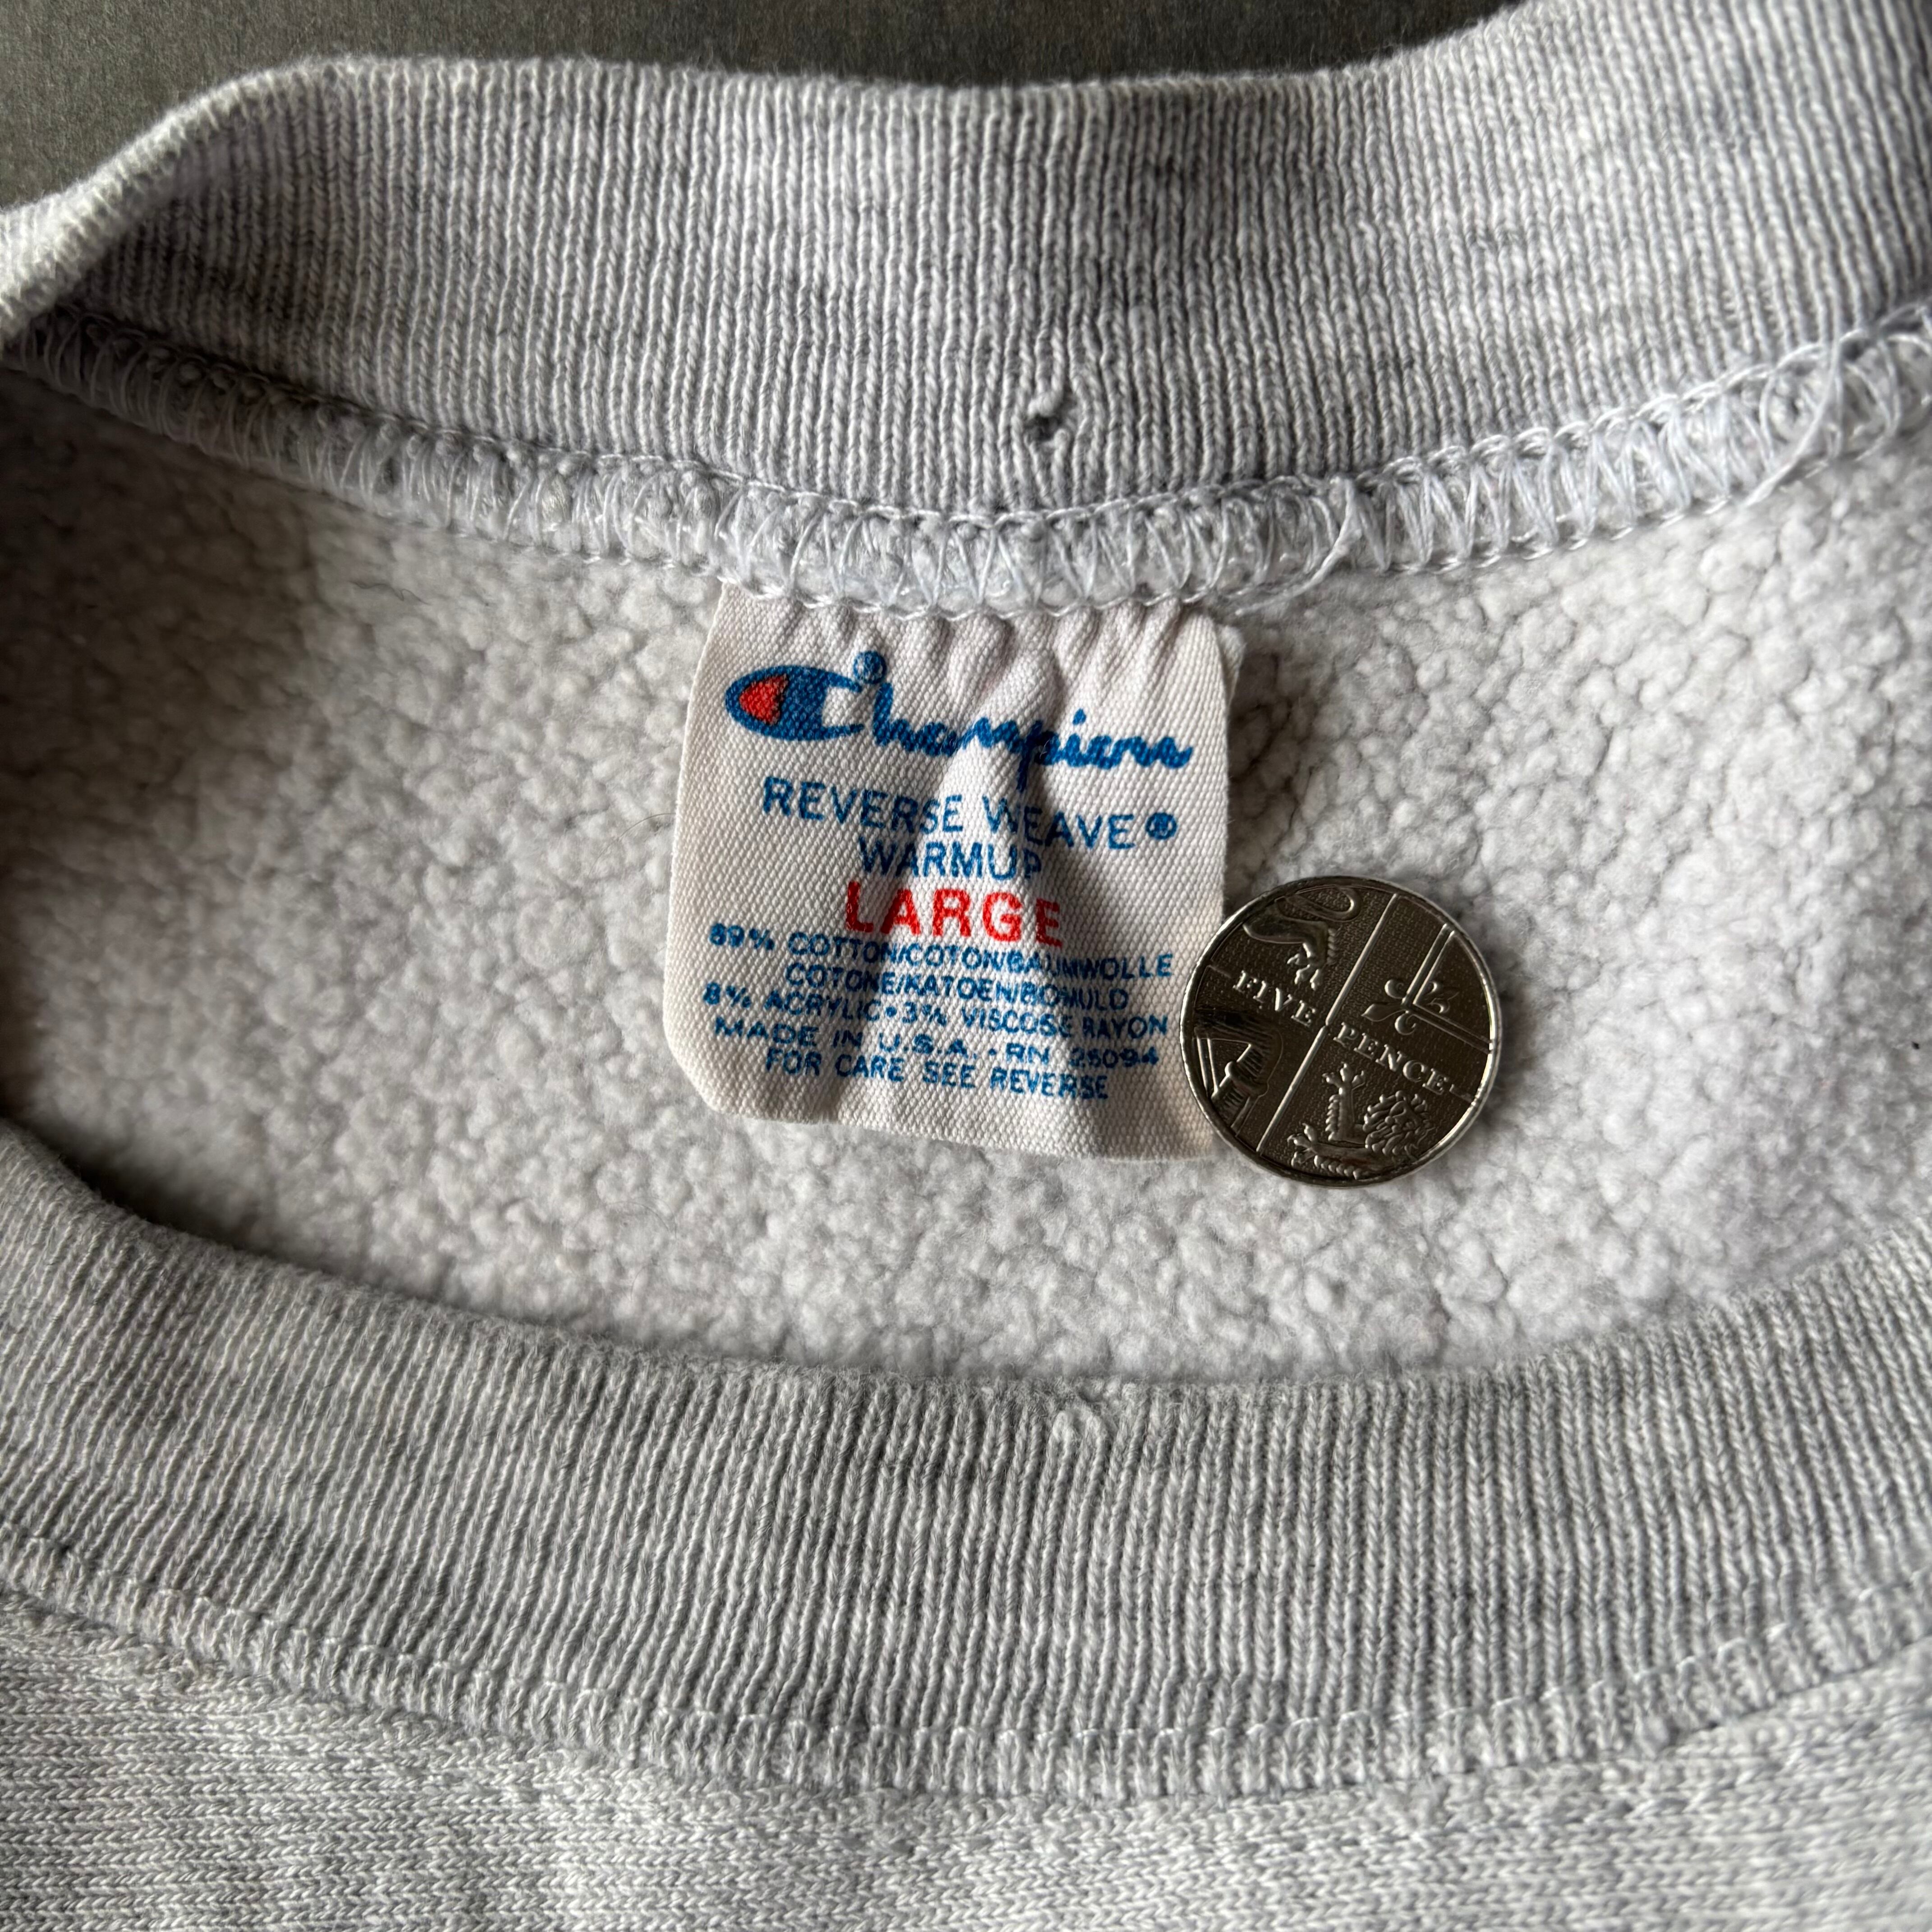 Champion®
REVERSE WEAVE®
WARMUP
LARGE
89% COTTON/COTON/BAUMWOLLE
COTONE/KATOEN/BOMULD
8% ACRYLIC • 3% VISCOSE RAYON
MADE IN U.S.A. • RN 26094
FOR CARE SEE REVERSE
FIVE PENCE